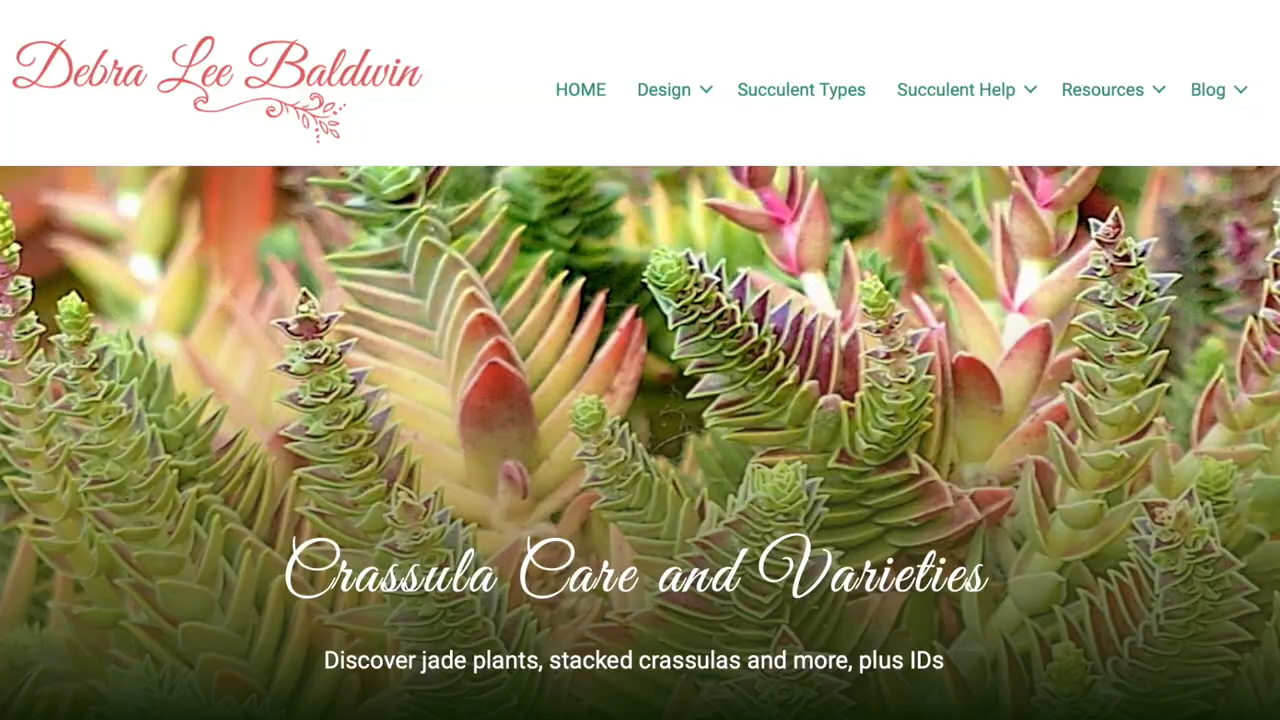 Debra Lee Baldwin
HOME Design Succulent Types Succulent Help Resources Blog
Crassula Care and Varieties
Discover jade plants, stacked crassulas and more, plus IDs